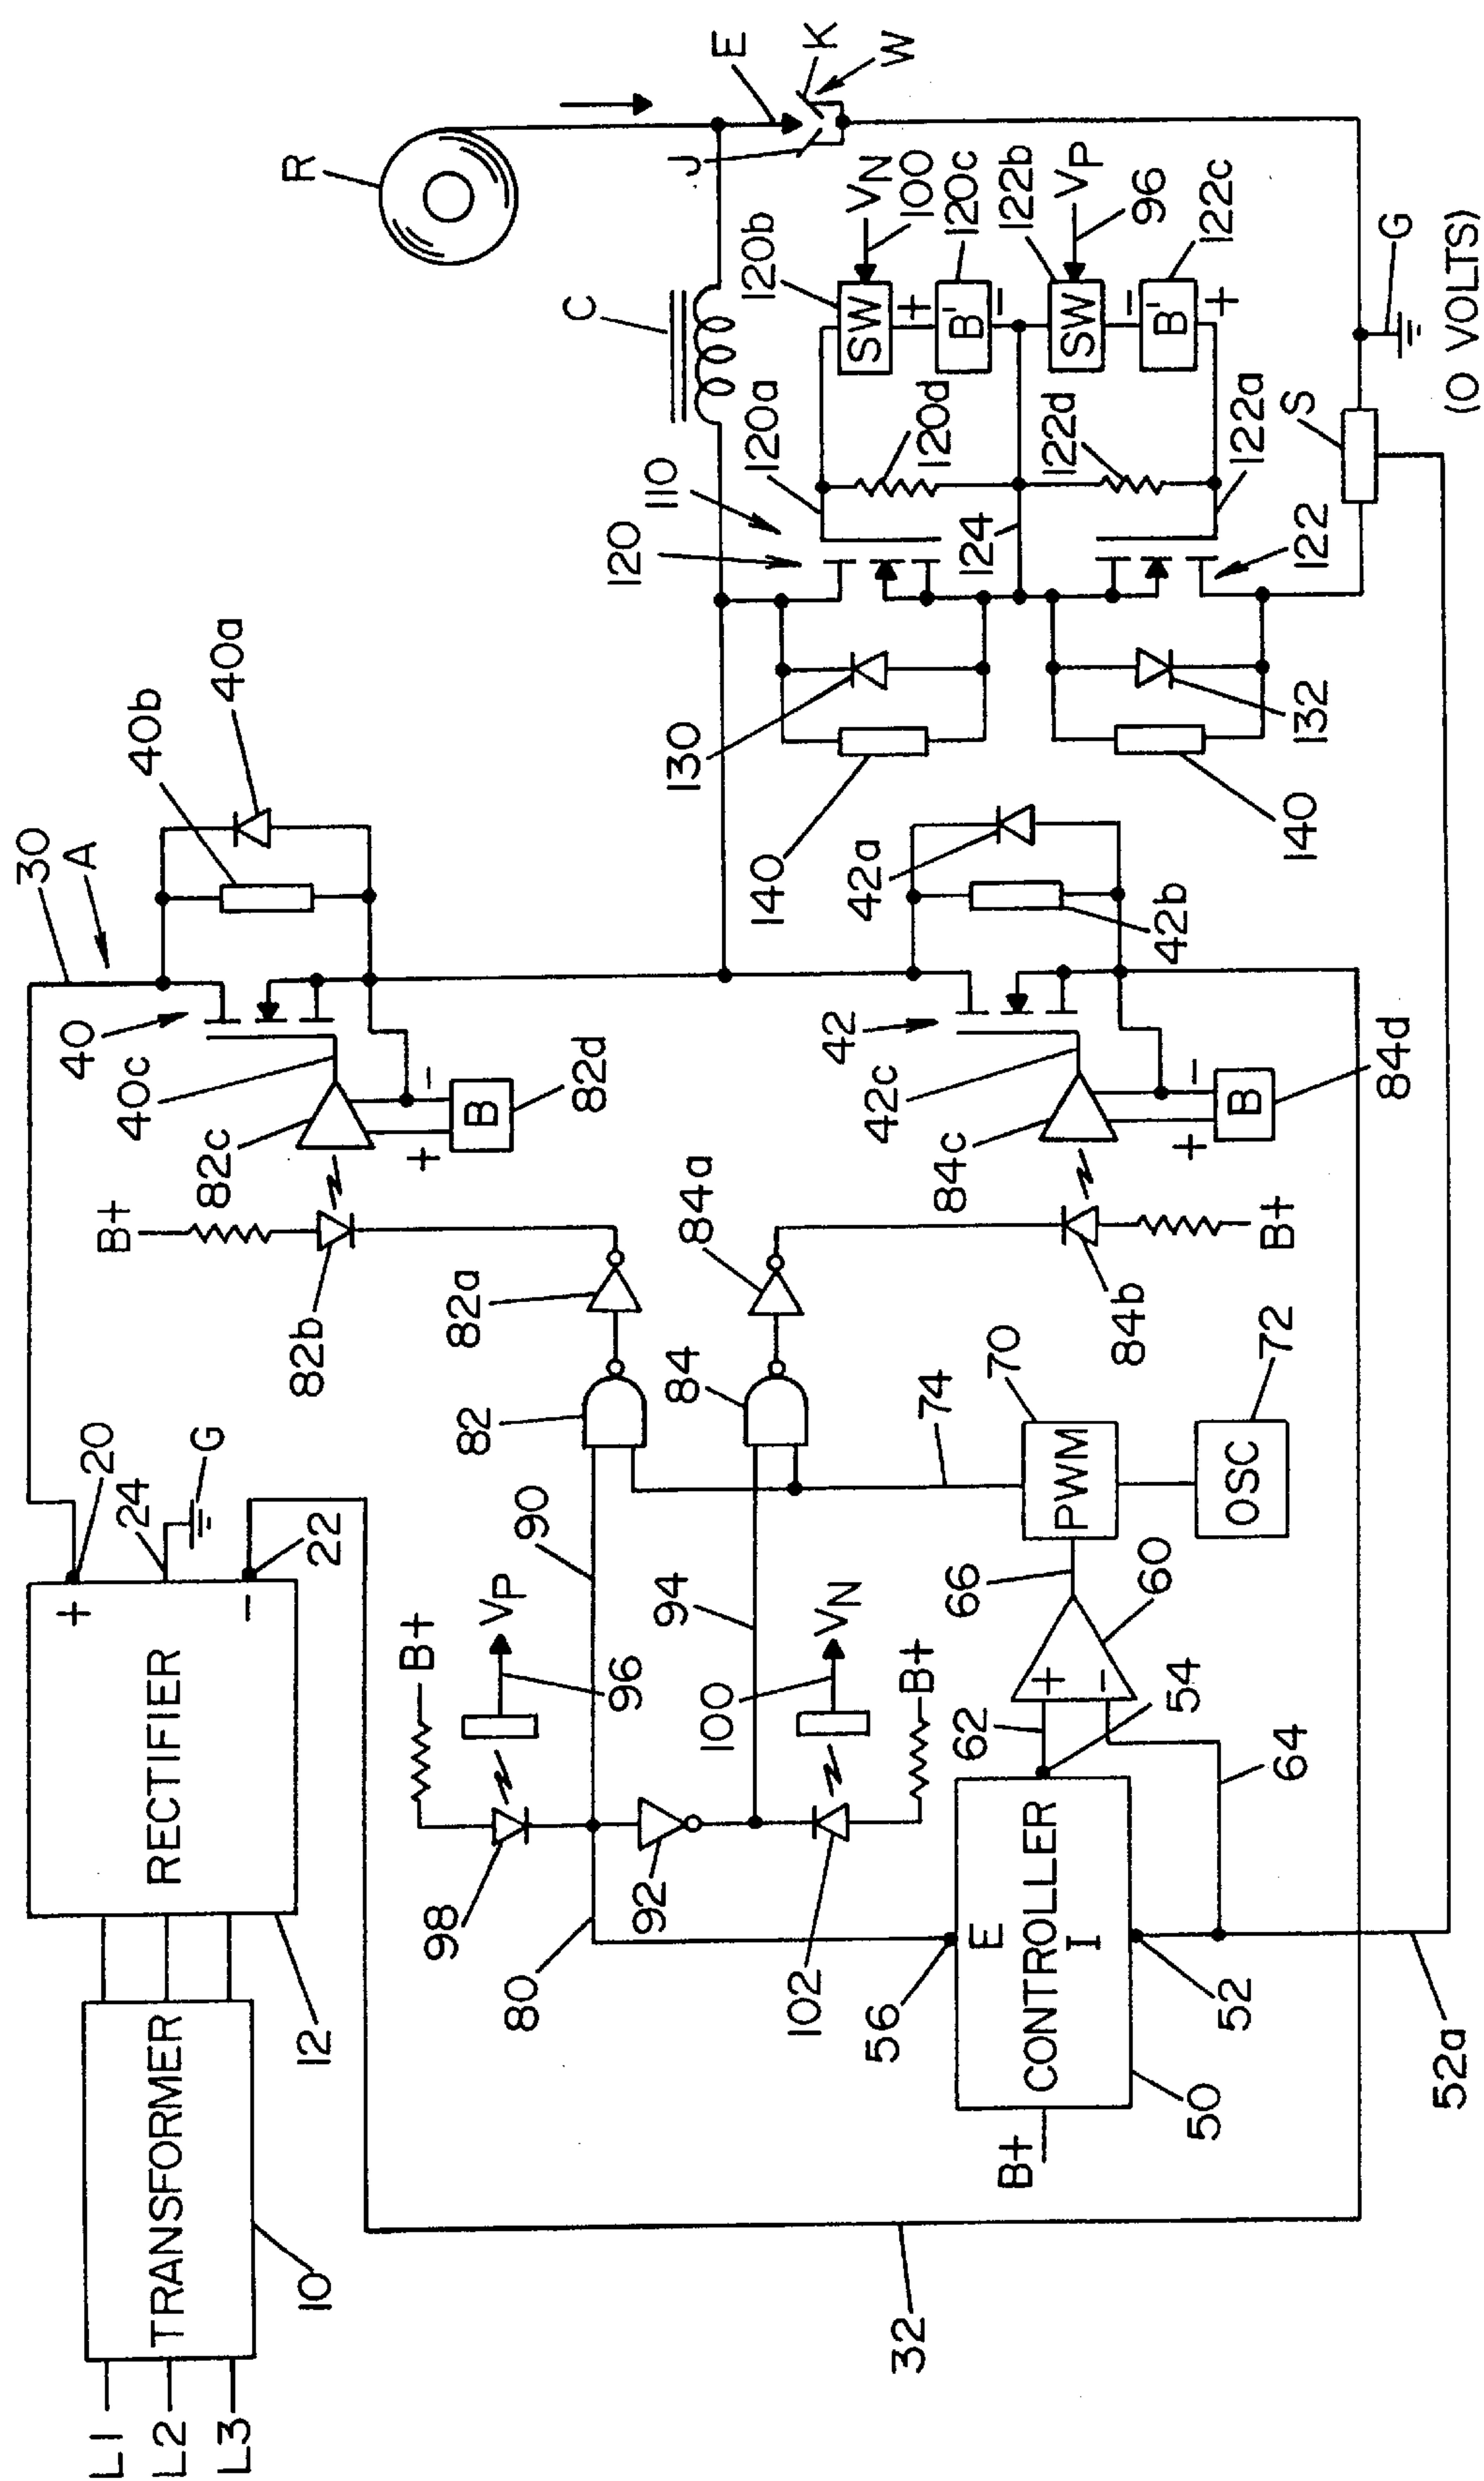 L1
L2
L3
TRANSFORMER
10
12
RECTIFIER
+
-
20
24
G
22
30
A
40
40b
40a
40c
82c
+
-
B
82d
B+
82b
82a
82
84
84a
B+
84b
84c
42c
42
42a
42b
+
-
B
84d
B+
98
VP
96
90
80
92
94
VN
100
102
B+
56
E
CONTROLLER
I
52
50
B+
54
62
+
-
64
60
66
PWM
70
74
OSC
72
32
52a
R
E
K
W
J
C
110
120
120a
120b
SW
VN
100
+
B'
-
120c
120d
124
122b
SW
VP
96
-
B'
+
122c
122d
122a
122
130
132
140
140
S
G
(O VOLTS)